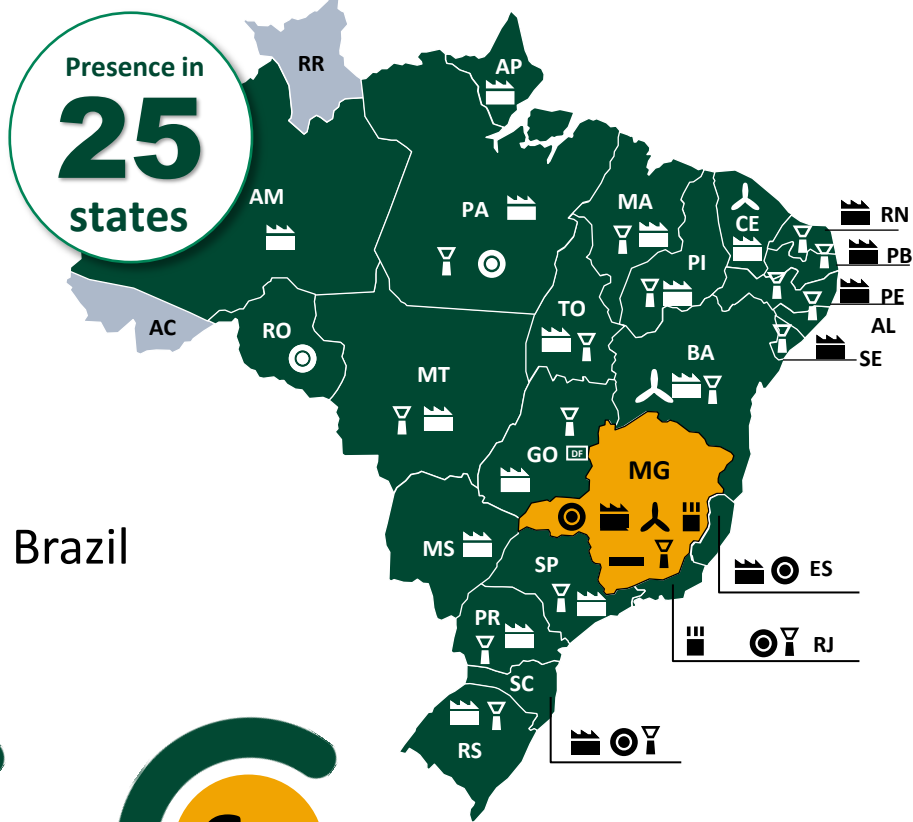 Presence in
25
states
RR
AP
AM
PA
MA
CE
RN
PB
PI
PE
AL
SE
TO
AC
RO
BA
MT
GO
DF
MG
Brazil
MS
SP
ES
PR
RJ
SC
RS